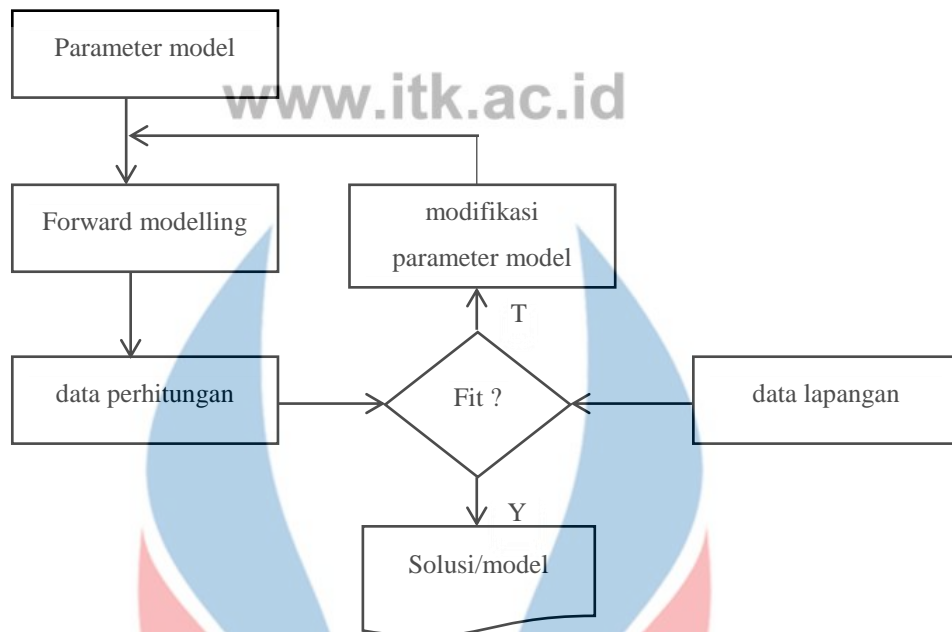 Parameter model
www.itk.ac.id
Forward modelling
modifikasi
parameter model
T
data perhitungan
Fit ?
data lapangan
Y
Solusi/model